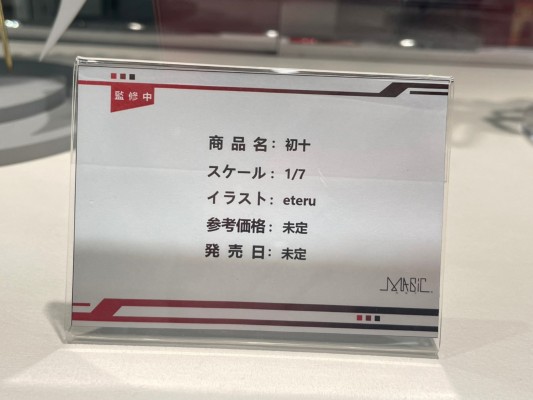 監修中
商品名：初十
スケール：1/7
イラスト：eteru
参考価格：未定
発売日：未定
MABIC